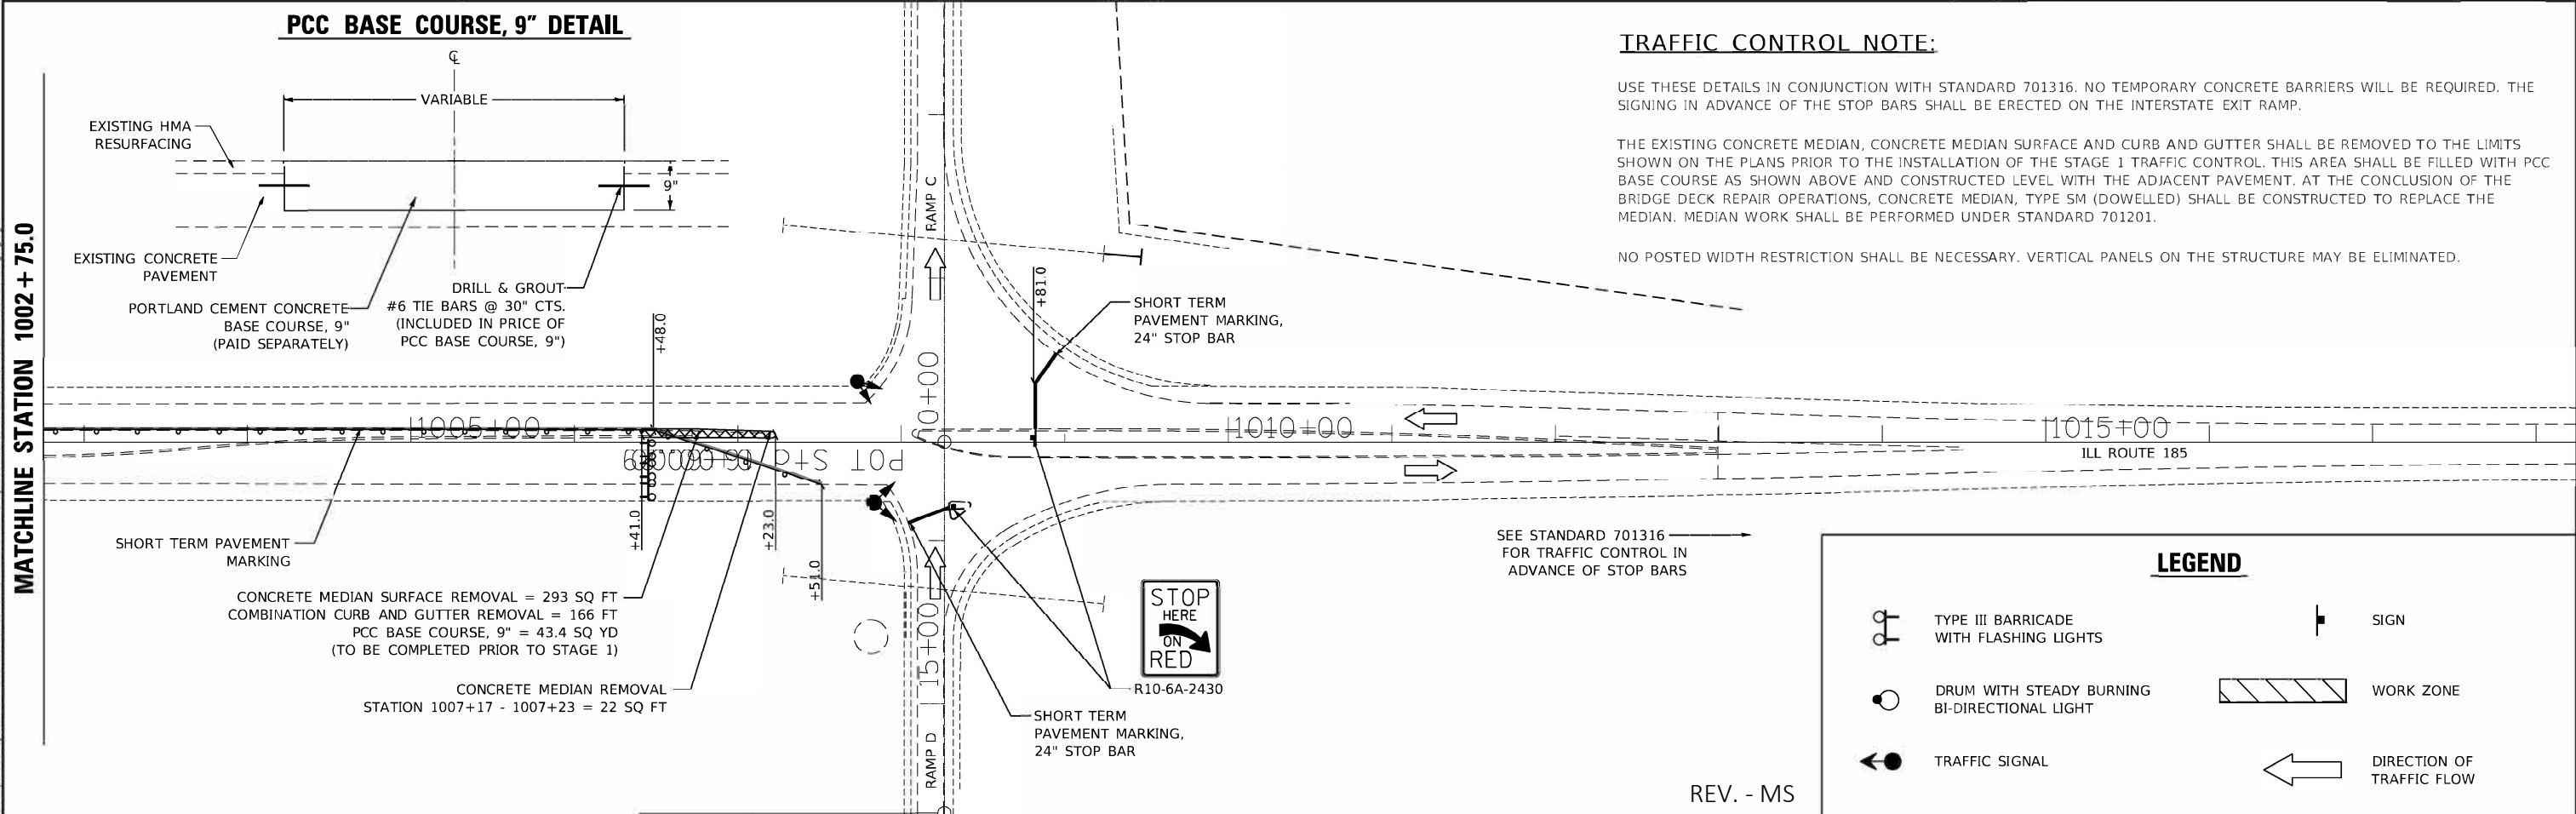 PCC BASE COURSE, 9" DETAIL
℄
VARIABLE
EXISTING HMA
RESURFACING
9"
EXISTING CONCRETE
PAVEMENT
PORTLAND CEMENT CONCRETE
BASE COURSE, 9"
(PAID SEPARATELY)
DRILL & GROUT
#6 TIE BARS @ 30" CTS.
(INCLUDED IN PRICE OF
PCC BASE COURSE, 9")
TRAFFIC CONTROL NOTE:
USE THESE DETAILS IN CONJUNCTION WITH STANDARD 701316. NO TEMPORARY CONCRETE BARRIERS WILL BE REQUIRED. THE
SIGNING IN ADVANCE OF THE STOP BARS SHALL BE ERECTED ON THE INTERSTATE EXIT RAMP.
THE EXISTING CONCRETE MEDIAN, CONCRETE MEDIAN SURFACE AND CURB AND GUTTER SHALL BE REMOVED TO THE LIMITS
SHOWN ON THE PLANS PRIOR TO THE INSTALLATION OF THE STAGE 1 TRAFFIC CONTROL. THIS AREA SHALL BE FILLED WITH PCC
BASE COURSE AS SHOWN ABOVE AND CONSTRUCTED LEVEL WITH THE ADJACENT PAVEMENT. AT THE CONCLUSION OF THE
BRIDGE DECK REPAIR OPERATIONS, CONCRETE MEDIAN, TYPE SM (DOWELLED) SHALL BE CONSTRUCTED TO REPLACE THE
MEDIAN. MEDIAN WORK SHALL BE PERFORMED UNDER STANDARD 701201.
NO POSTED WIDTH RESTRICTION SHALL BE NECESSARY. VERTICAL PANELS ON THE STRUCTURE MAY BE ELIMINATED.
MATCHLINE STATION 1002+75.0
RAMP C
+81.0
SHORT TERM
PAVEMENT MARKING,
24" STOP BAR
+48.0
1005+00
1010+00
1015+00
ILL ROUTE 185
POT Sta
+41.0
+23.0
+51.0
15+00
RAMP D
SHORT TERM PAVEMENT
MARKING
CONCRETE MEDIAN SURFACE REMOVAL = 293 SQ FT
COMBINATION CURB AND GUTTER REMOVAL = 166 FT
PCC BASE COURSE, 9" = 43.4 SQ YD
(TO BE COMPLETED PRIOR TO STAGE 1)
CONCRETE MEDIAN REMOVAL
STATION 1007+17 - 1007+23 = 22 SQ FT
STOP
HERE
ON
RED
R10-6A-2430
SHORT TERM
PAVEMENT MARKING,
24" STOP BAR
SEE STANDARD 701316
FOR TRAFFIC CONTROL IN
ADVANCE OF STOP BARS
LEGEND
TYPE III BARRICADE
WITH FLASHING LIGHTS
SIGN
DRUM WITH STEADY BURNING
BI-DIRECTIONAL LIGHT
WORK ZONE
TRAFFIC SIGNAL
DIRECTION OF
TRAFFIC FLOW
REV. - MS